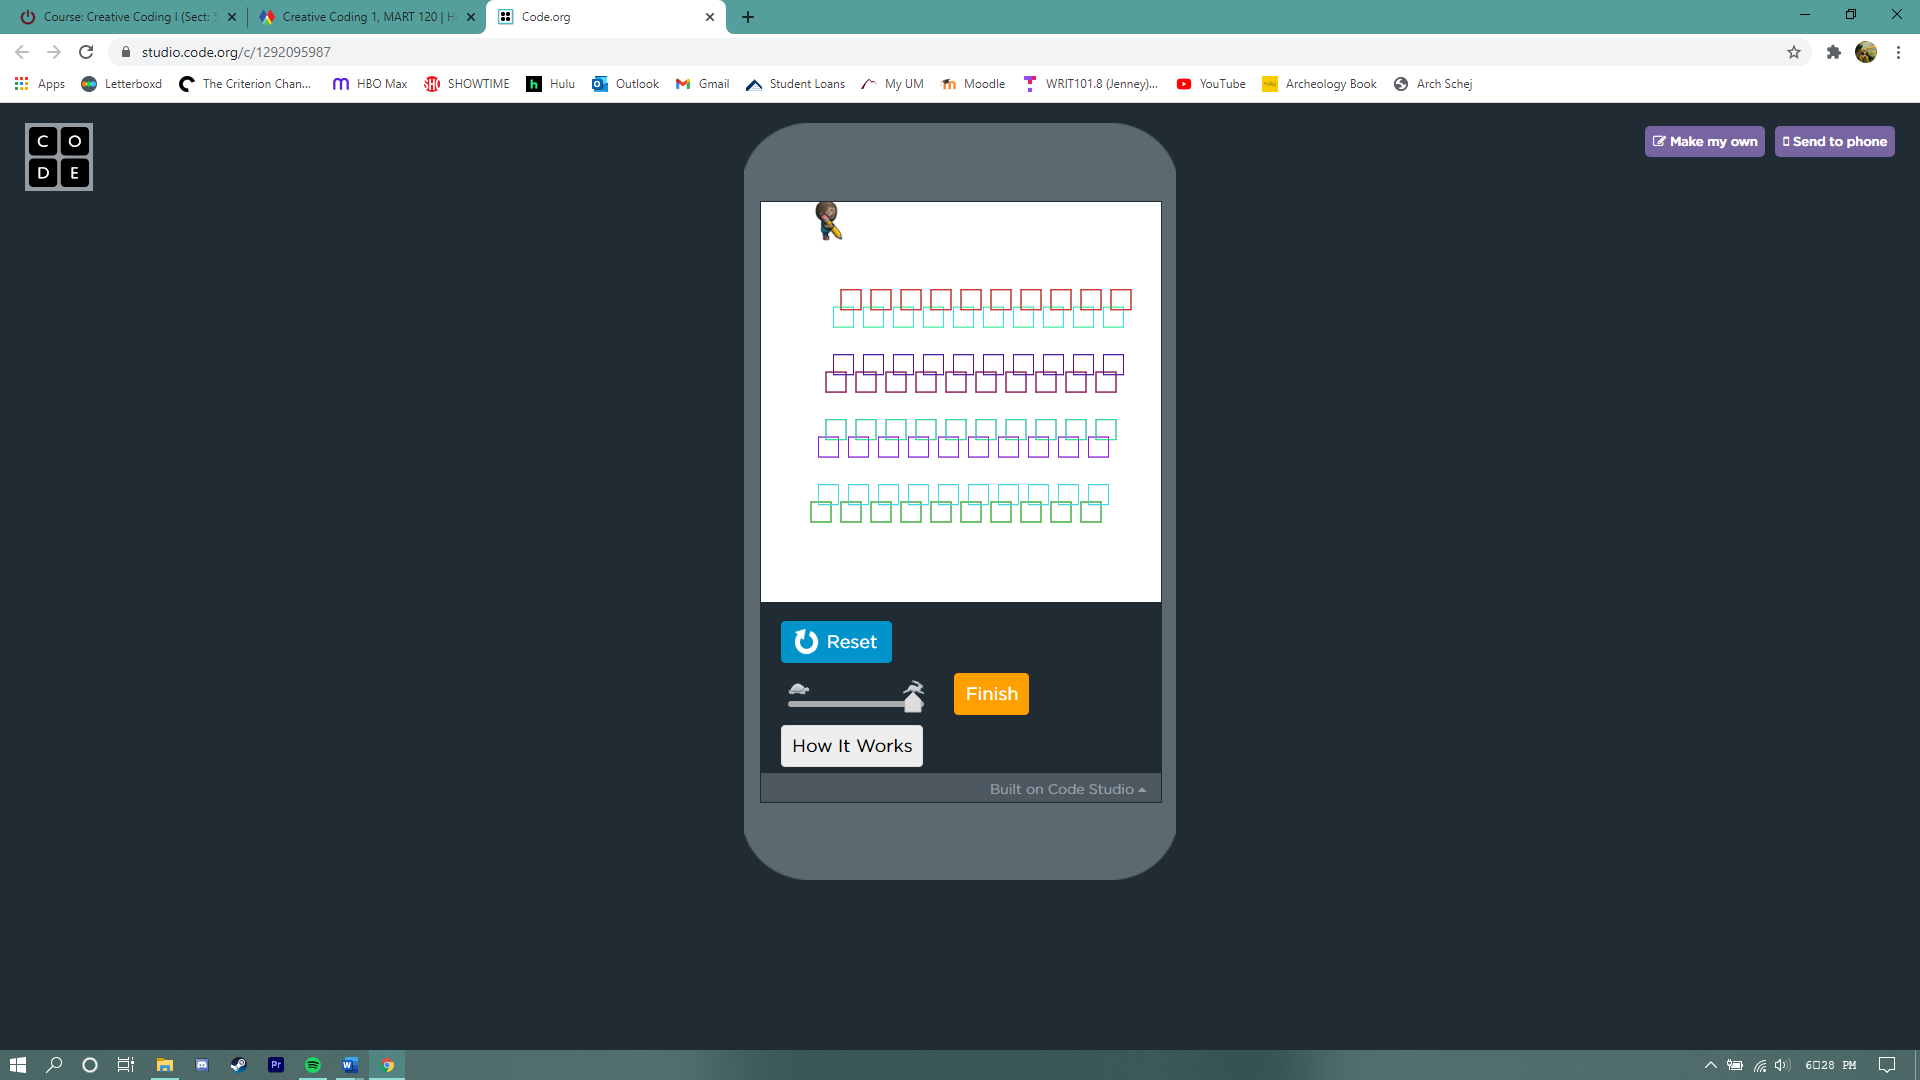 Course: Creative Coding I (Sect: S
Creative Coding 1, MART 120 | H
Code.org
studio.code.org/c/1292095987
Apps
Letterboxd
The Criterion Chan...
HBO Max
SHOWTIME
Hulu
Outlook
Gmail
Student Loans
My UM
Moodle
WRIT101.8 (Jenney)...
YouTube
Archeology Book
Arch Schej
C O
D E
Make my own
Send to phone
Reset
Finish
How It Works
Built on Code Studio
6□28 PM